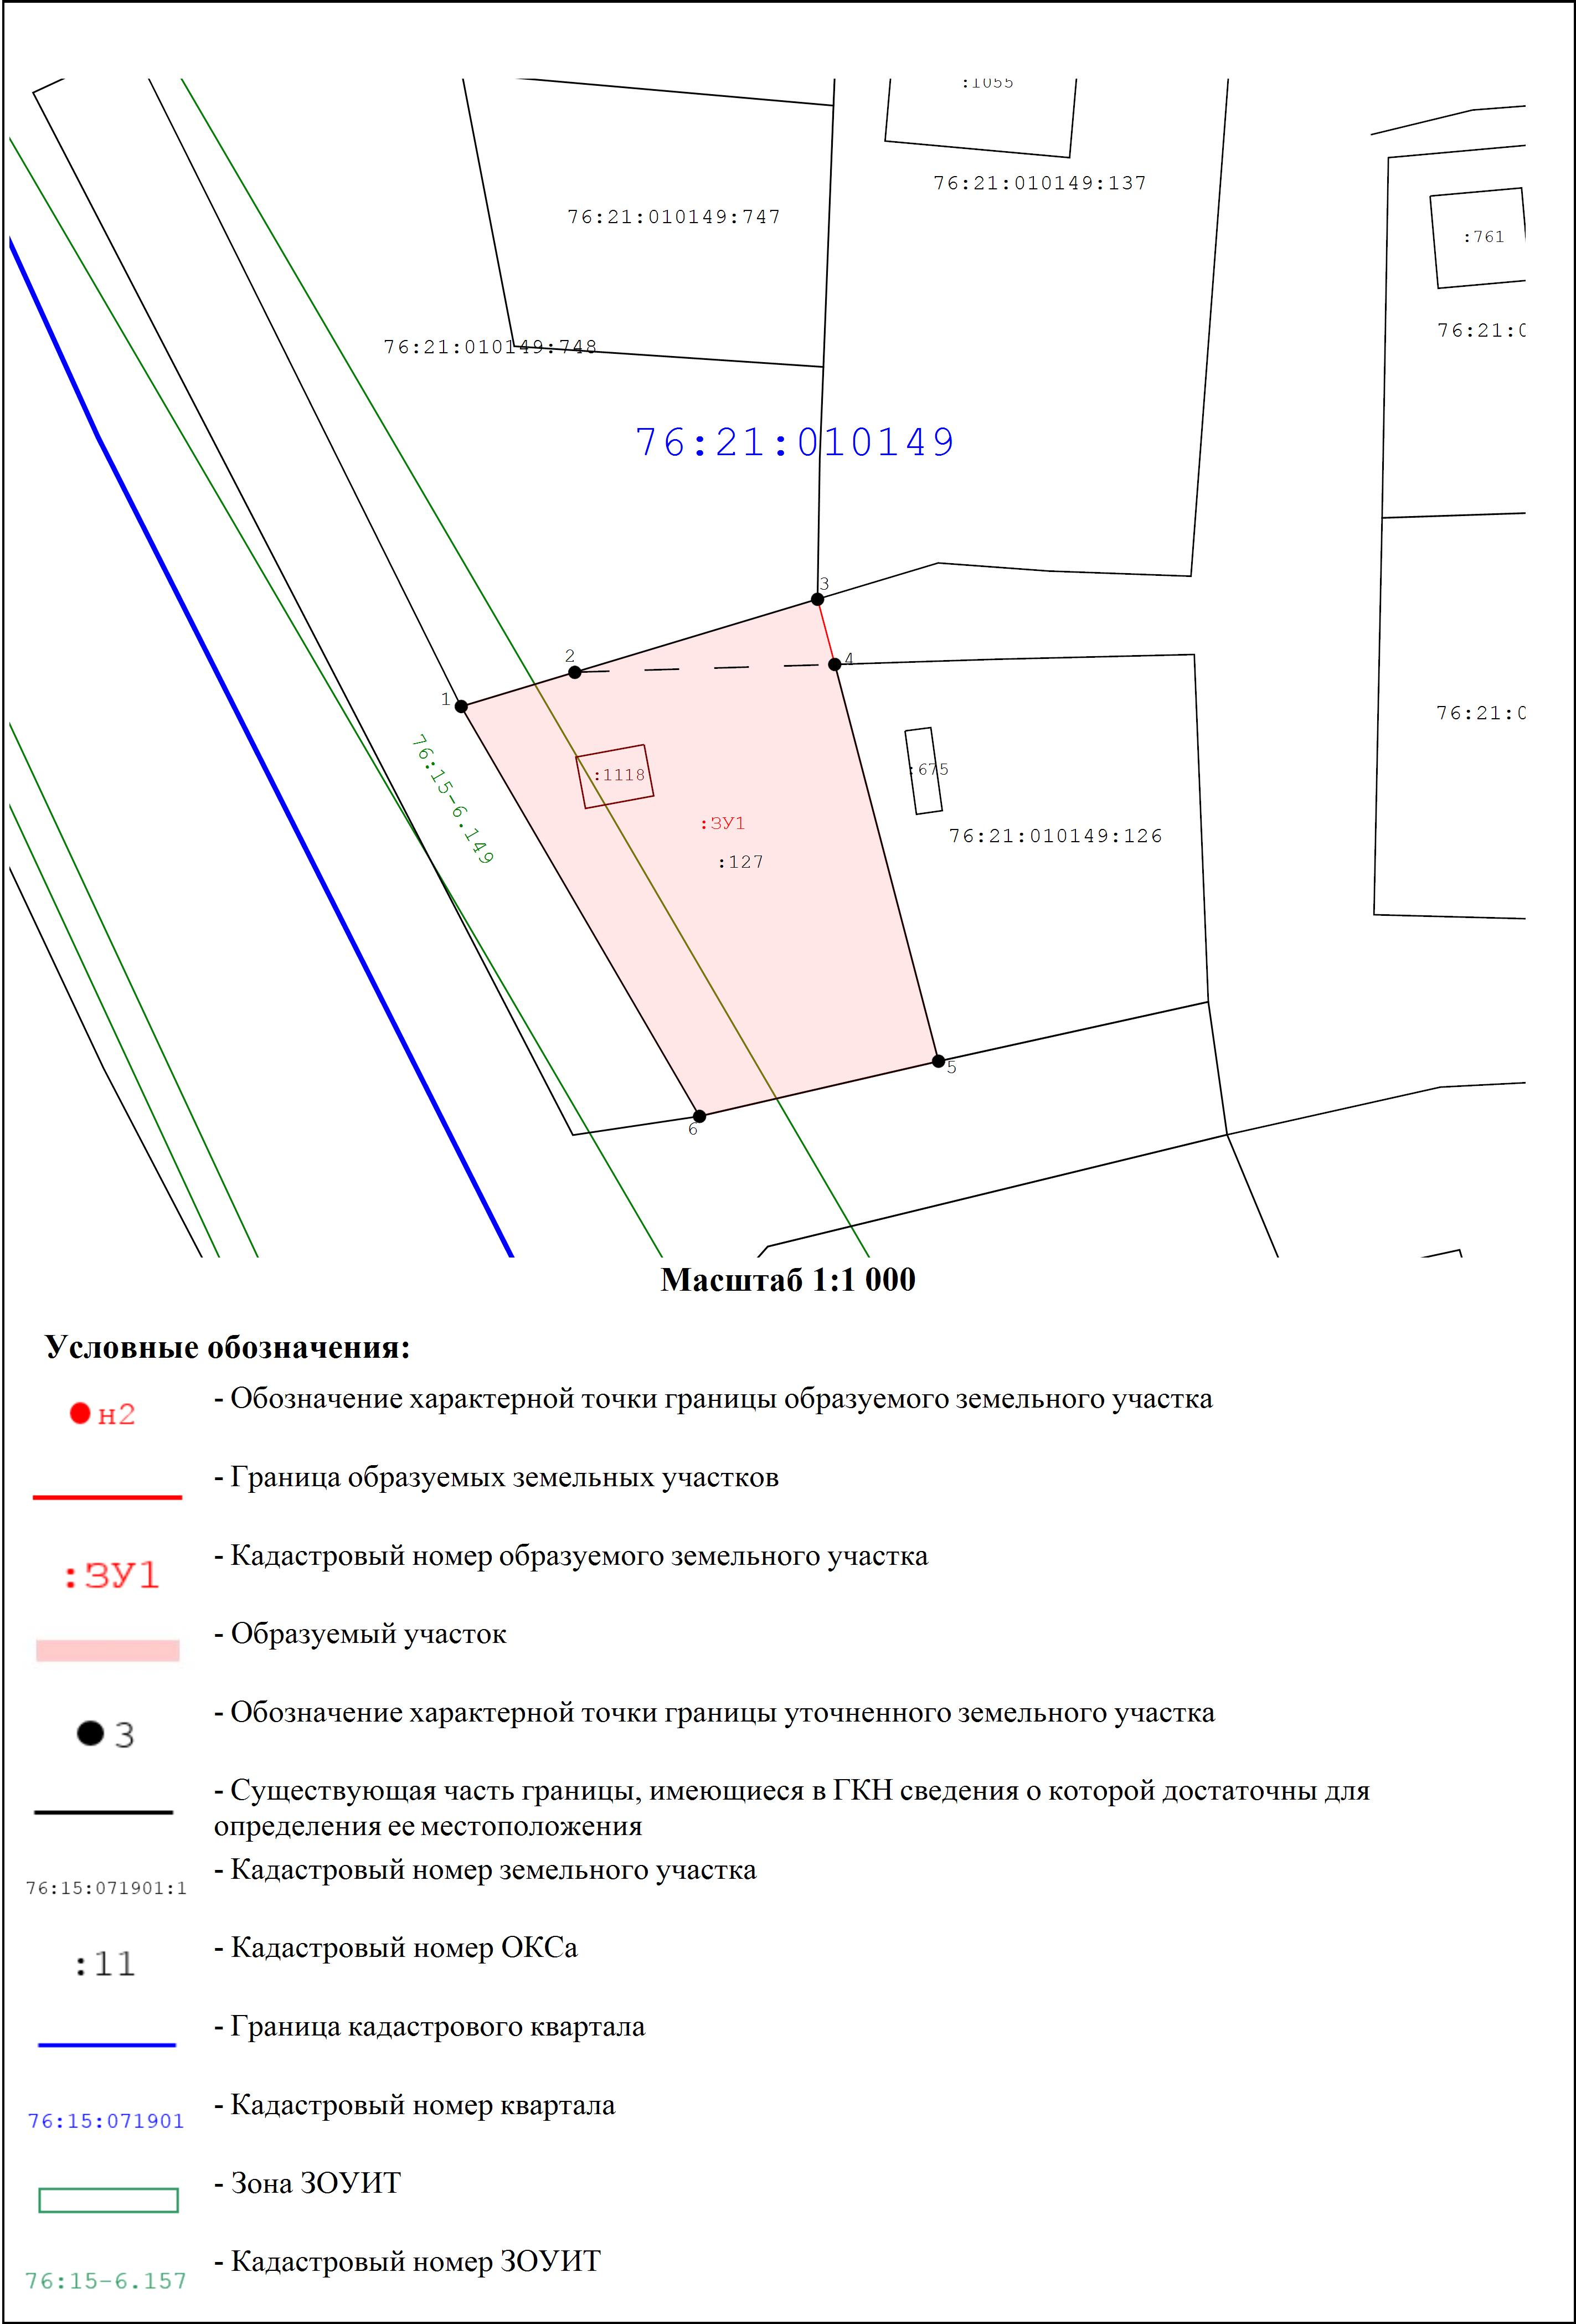 :1055
76:21:010149:137
76:21:010149:747
:761
76:21:0
76:21:010149:748
76:21:010149
3
2
4
1
76:21:0
76:15-6.149
:1118
:675
:ЗУ1
76:21:010149:126
:127
5
6
Масштаб 1:1 000
Условные обозначения:
н2
- Обозначение характерной точки границы образуемого земельного участка
- Граница образуемых земельных участков
:ЗУ1
- Кадастровый номер образуемого земельного участка
- Образуемый участок
3
- Обозначение характерной точки границы уточненного земельного участка
- Существующая часть границы, имеющиеся в ГКН сведения о которой достаточны для
определения ее местоположения
76:15:071901:1
- Кадастровый номер земельного участка
:11
- Кадастровый номер ОКСа
- Граница кадастрового квартала
76:15:071901
- Кадастровый номер квартала
- Зона ЗОУИТ
76:15-6.157
- Кадастровый номер ЗОУИТ